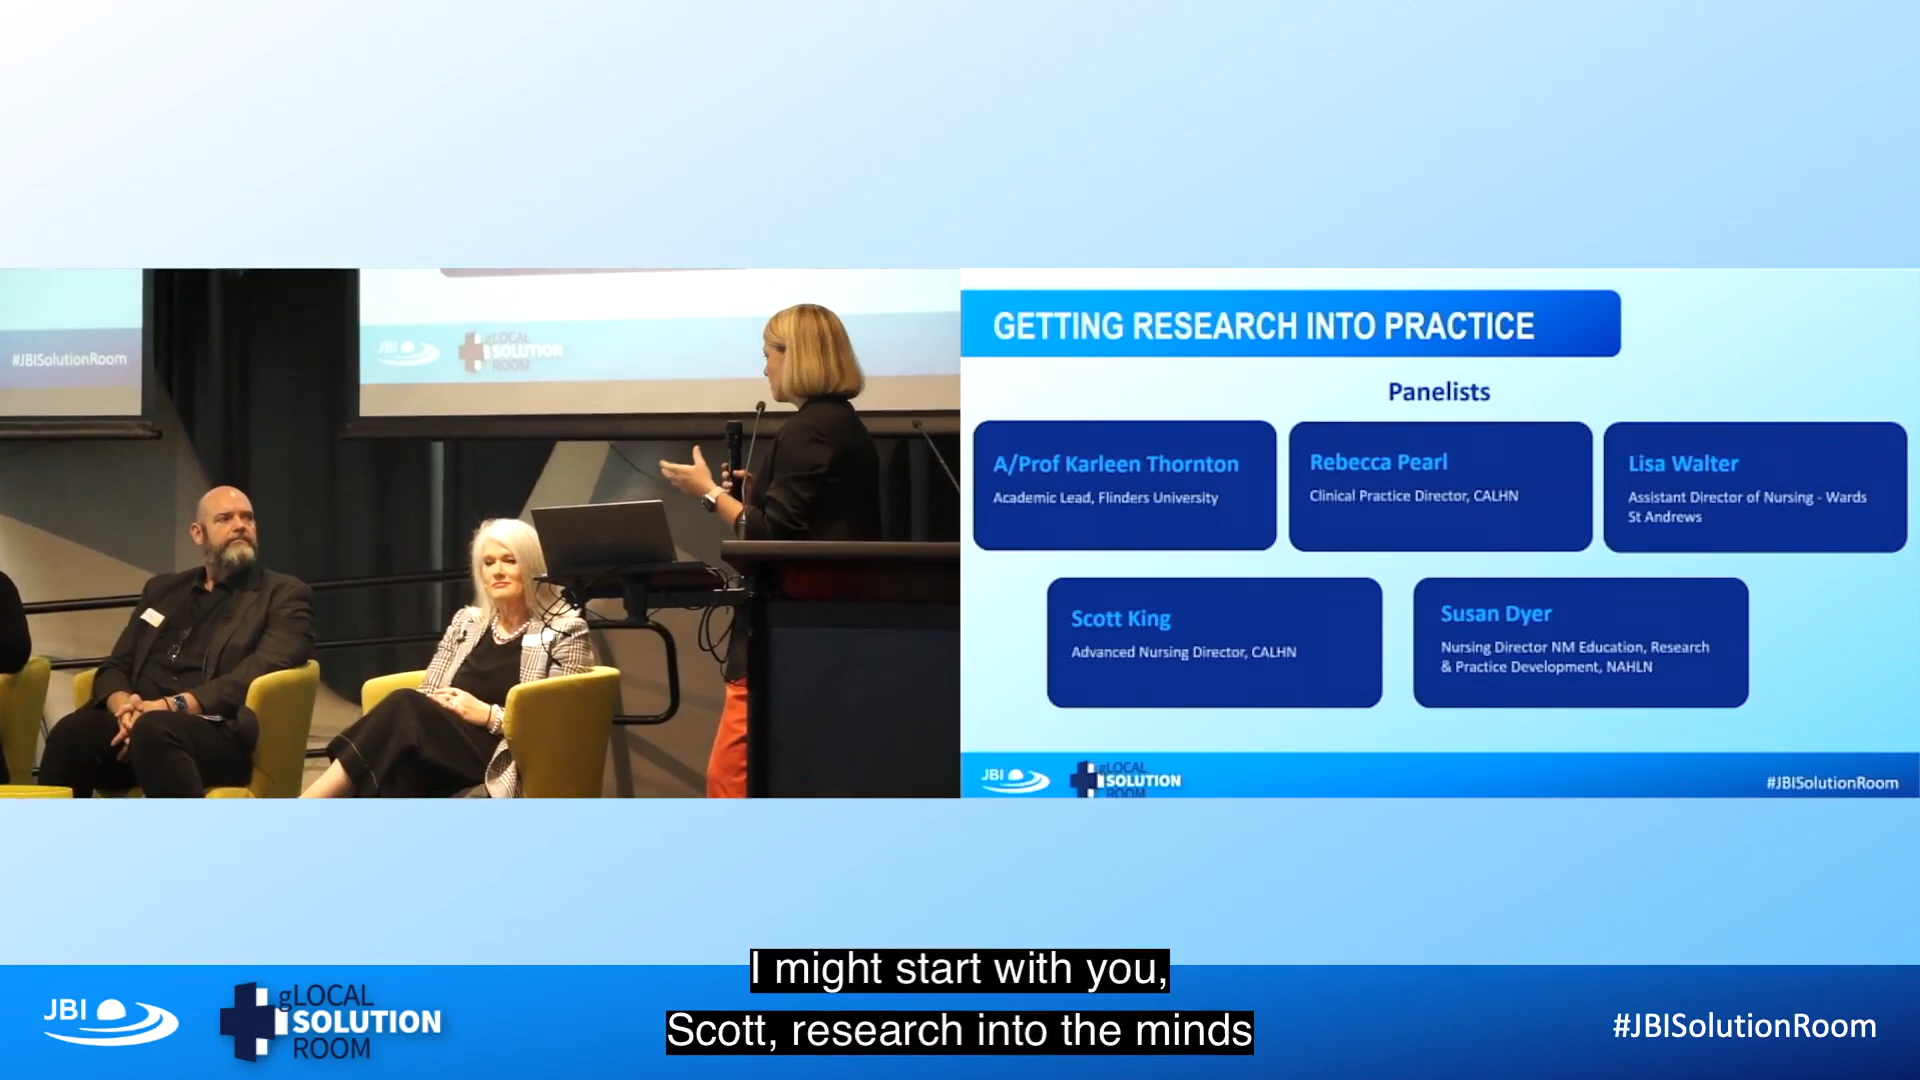 #JBISolutionRoom
JBI
gLOCAL
SOLUTION
ROOM
GETTING RESEARCH INTO PRACTICE
Panelists
A/Prof Karleen Thornton
Academic Lead, Flinders University
Rebecca Pearl
Clinical Practice Director, CALHN
Lisa Walter
Assistant Director of Nursing - Wards
St Andrews
Scott King
Advanced Nursing Director, CALHN
Susan Dyer
Nursing Director NM Education, Research
& Practice Development, NAHLN
JBI
gLOCAL
SOLUTION
ROOM
#JBISolutionRoom
I might start with you,
Scott, research into the minds
JBI
gLOCAL
SOLUTION
ROOM
#JBISolutionRoom